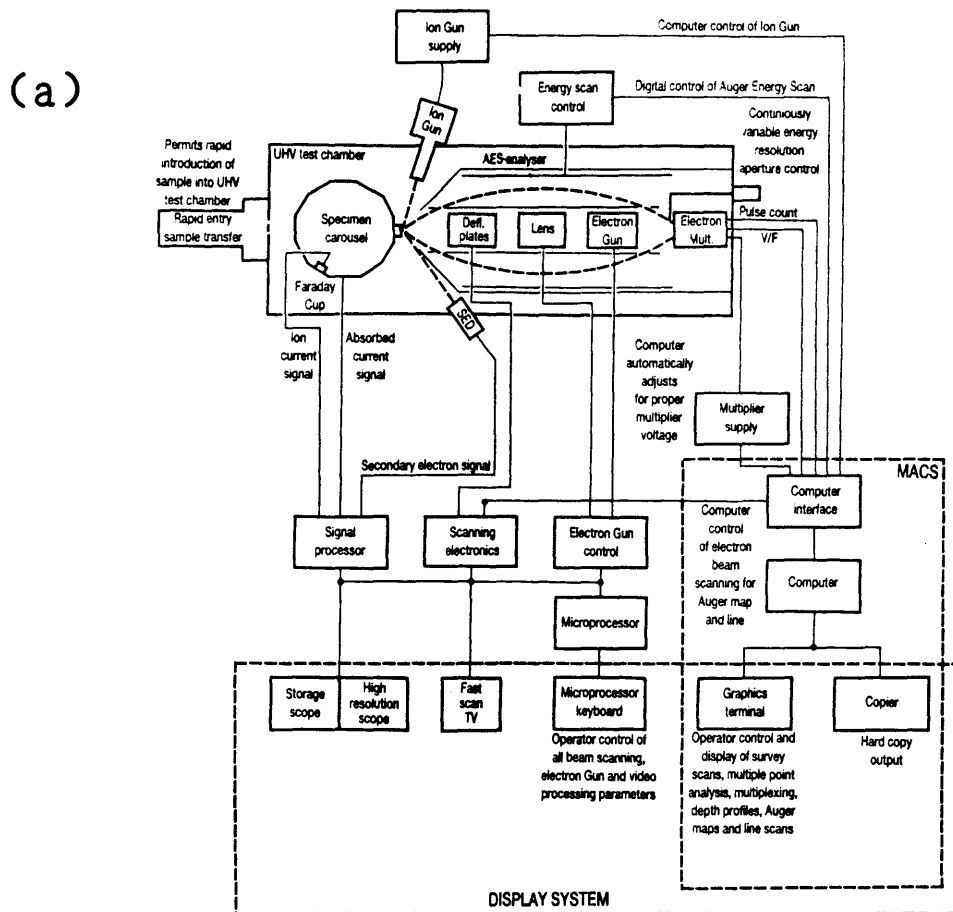 (a)
Ion Gun
supply
Computer control of Ion Gun
Energy scan
control
Digital control of Auger Energy Scan
Continuously
variable energy
resolution
aperture control
Ion
Gun
Permits rapid
introduction of
sample into UHV
test chamber
UHV test chamber
AES-analyser
Rapid entry
sample transfer
Specimen
carousel
Defl.
plates
Lens
Electron
Gun
Electron
Mult.
Pulse count
V/F
Faraday
Cup
SED
Ion
current
signal
Absorbed
current
signal
Computer
automatically
adjusts
for proper
multiplier
voltage
Multiplier
supply
Secondary electron signal
MACS
Computer
interface
Computer
control
of electron
beam
scanning for
Auger map
and line
Signal
processor
Scanning
electronics
Electron Gun
control
Computer
Microprocessor
Storage
scope
High
resolution
scope
Fast
scan
TV
Microprocessor
keyboard
Graphics
terminal
Copier
Operator control of
all beam scanning,
electron Gun and video
processing parameters
Operator control and
display of survey
scans, multiple point
analysis, multiplexing,
depth profiles, Auger
maps and line scans
Hard copy
output
DISPLAY SYSTEM